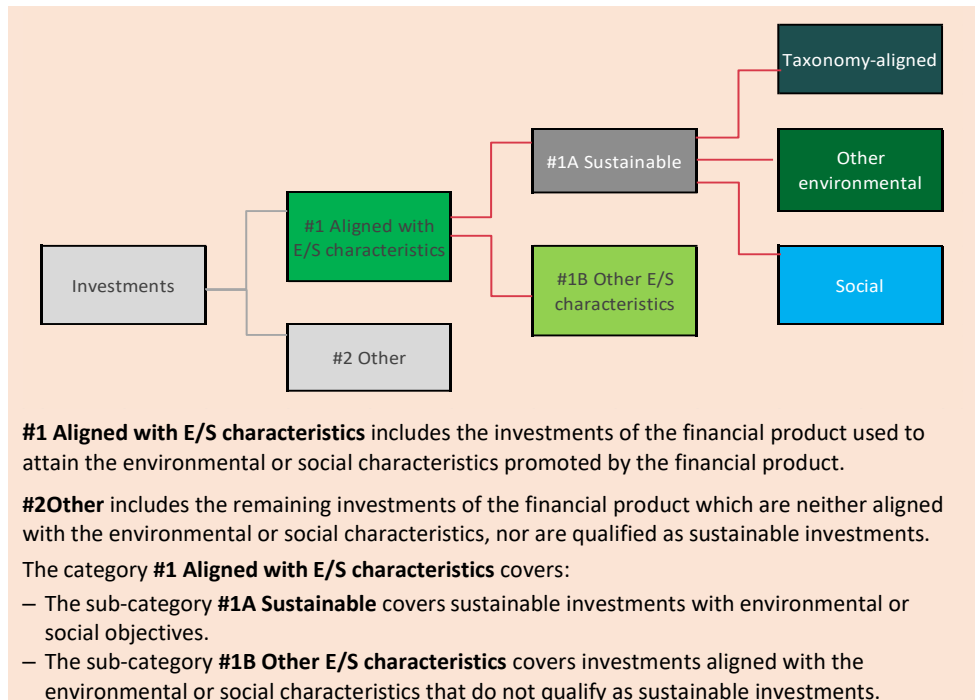 Taxonomy-aligned
#1A Sustainable
Other
environmental
#1 Aligned with
E/S characteristics
Investments
#1B Other E/S
characteristics
Social
#2 Other
#1 Aligned with E/S characteristics includes the investments of the financial product used to
attain the environmental or social characteristics promoted by the financial product.
#2Other includes the remaining investments of the financial product which are neither aligned
with the environmental or social characteristics, nor are qualified as sustainable investments.
The category #1 Aligned with E/S characteristics covers:
– The sub-category #1A Sustainable covers sustainable investments with environmental or
social objectives.
– The sub-category #1B Other E/S characteristics covers investments aligned with the
environmental or social characteristics that do not qualify as sustainable investments.